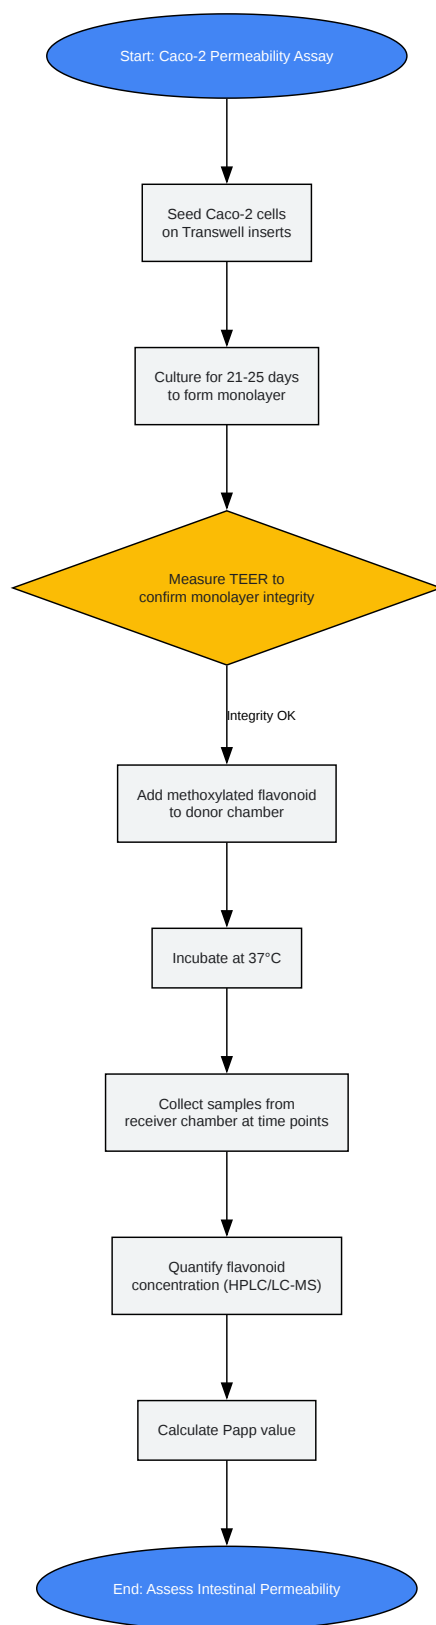 Start: Caco-2 Permeability Assay
Seed Caco-2 cells
on Transwell inserts
Culture for 21-25 days
to form monolayer
Measure TEER to
confirm monolayer integrity
Integrity OK
Add methoxylated flavonoid
to donor chamber
Incubate at 37°C
Collect samples from
receiver chamber at time points
Quantify flavonoid
concentration (HPLC/LC-MS)
Calculate Papp value
End: Assess Intestinal Permeability